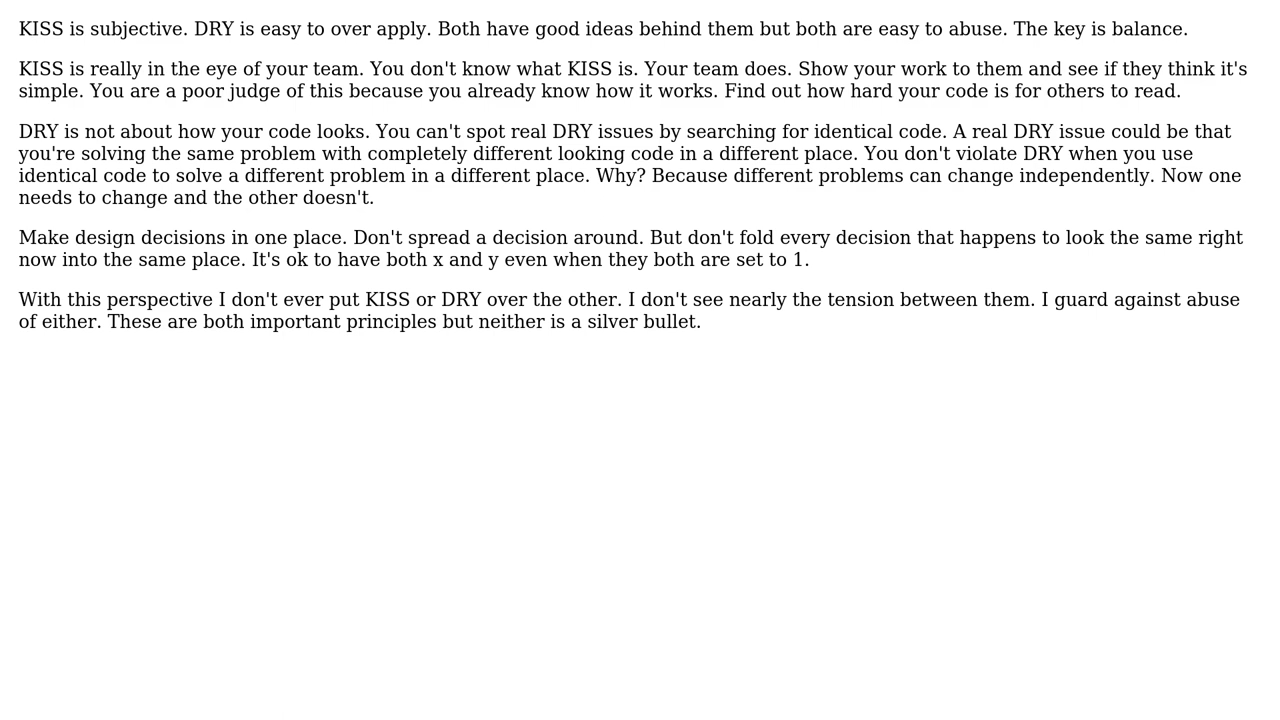 KISS is subjective. DRY is easy to over apply. Both have good ideas behind them but both are easy to abuse. The key is balance.
KISS is really in the eye of your team. You don't know what KISS is. Your team does. Show your work to them and see if they think it's
simple. You are a poor judge of this because you already know how it works. Find out how hard your code is for others to read.
DRY is not about how your code looks. You can't spot real DRY issues by searching for identical code. A real DRY issue could be that
you're solving the same problem with completely different looking code in a different place. You don't violate DRY when you use
identical code to solve a different problem in a different place. Why? Because different problems can change independently. Now one
needs to change and the other doesn't.
Make design decisions in one place. Don't spread a decision around. But don't fold every decision that happens to look the same right
now into the same place. It's ok to have both x and y even when they both are set to 1.
With this perspective I don't ever put KISS or DRY over the other. I don't see nearly the tension between them. I guard against abuse
of either. These are both important principles but neither is a silver bullet.